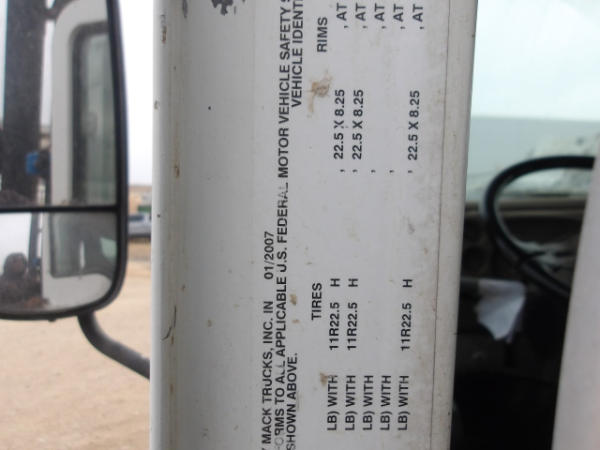 MACK TRUCKS, INC. IN 01/2007
TO ALL APPLICABLE U.S. FEDERAL MOTOR VEHICLE SAFETY
SHOWN ABOVE. VEHICLE IDENTI
TIRES RIMS
LB) WITH 11R22.5 H , 22.5 X 8.25 , AT
LB) WITH 11R22.5 H , 22.5 X 8.25 , AT
LB) WITH , , AT
LB) WITH , , AT
LB) WITH 11R22.5 H , 22.5 X 8.25 , AT